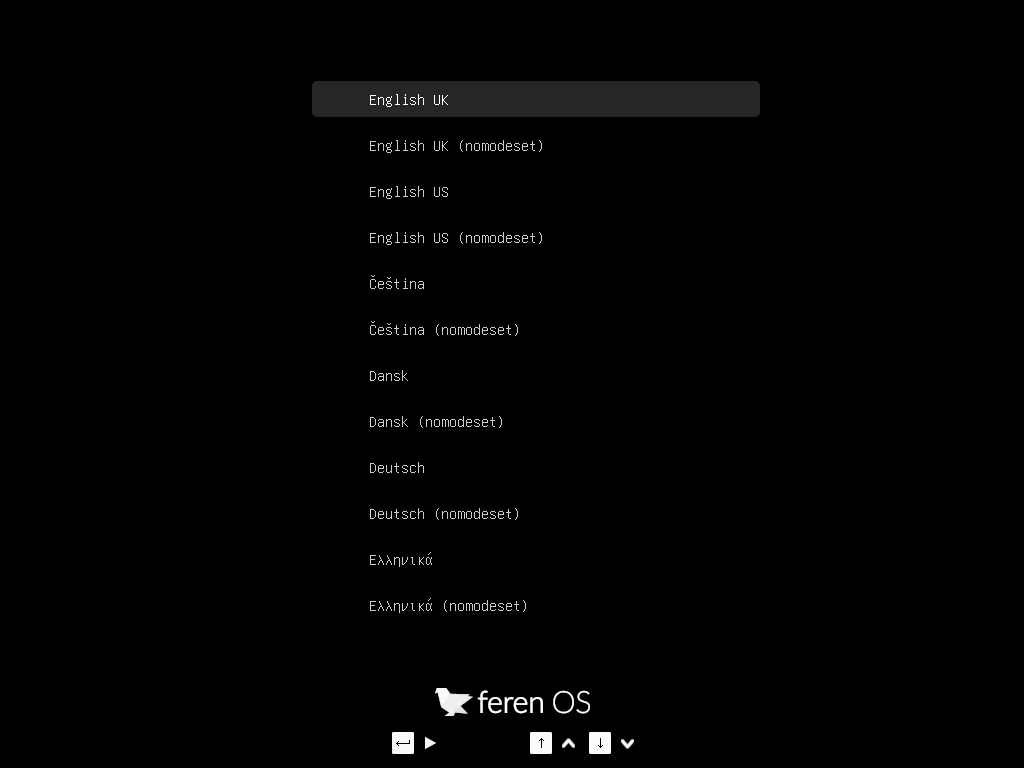 English UK
English UK (nomodeset)
English US
English US (nomodeset)
Čeština
Čeština (nomodeset)
Dansk
Dansk (nomodeset)
Deutsch
Deutsch (nomodeset)
Ελληνικά
Ελληνικά (nomodeset)
feren OS